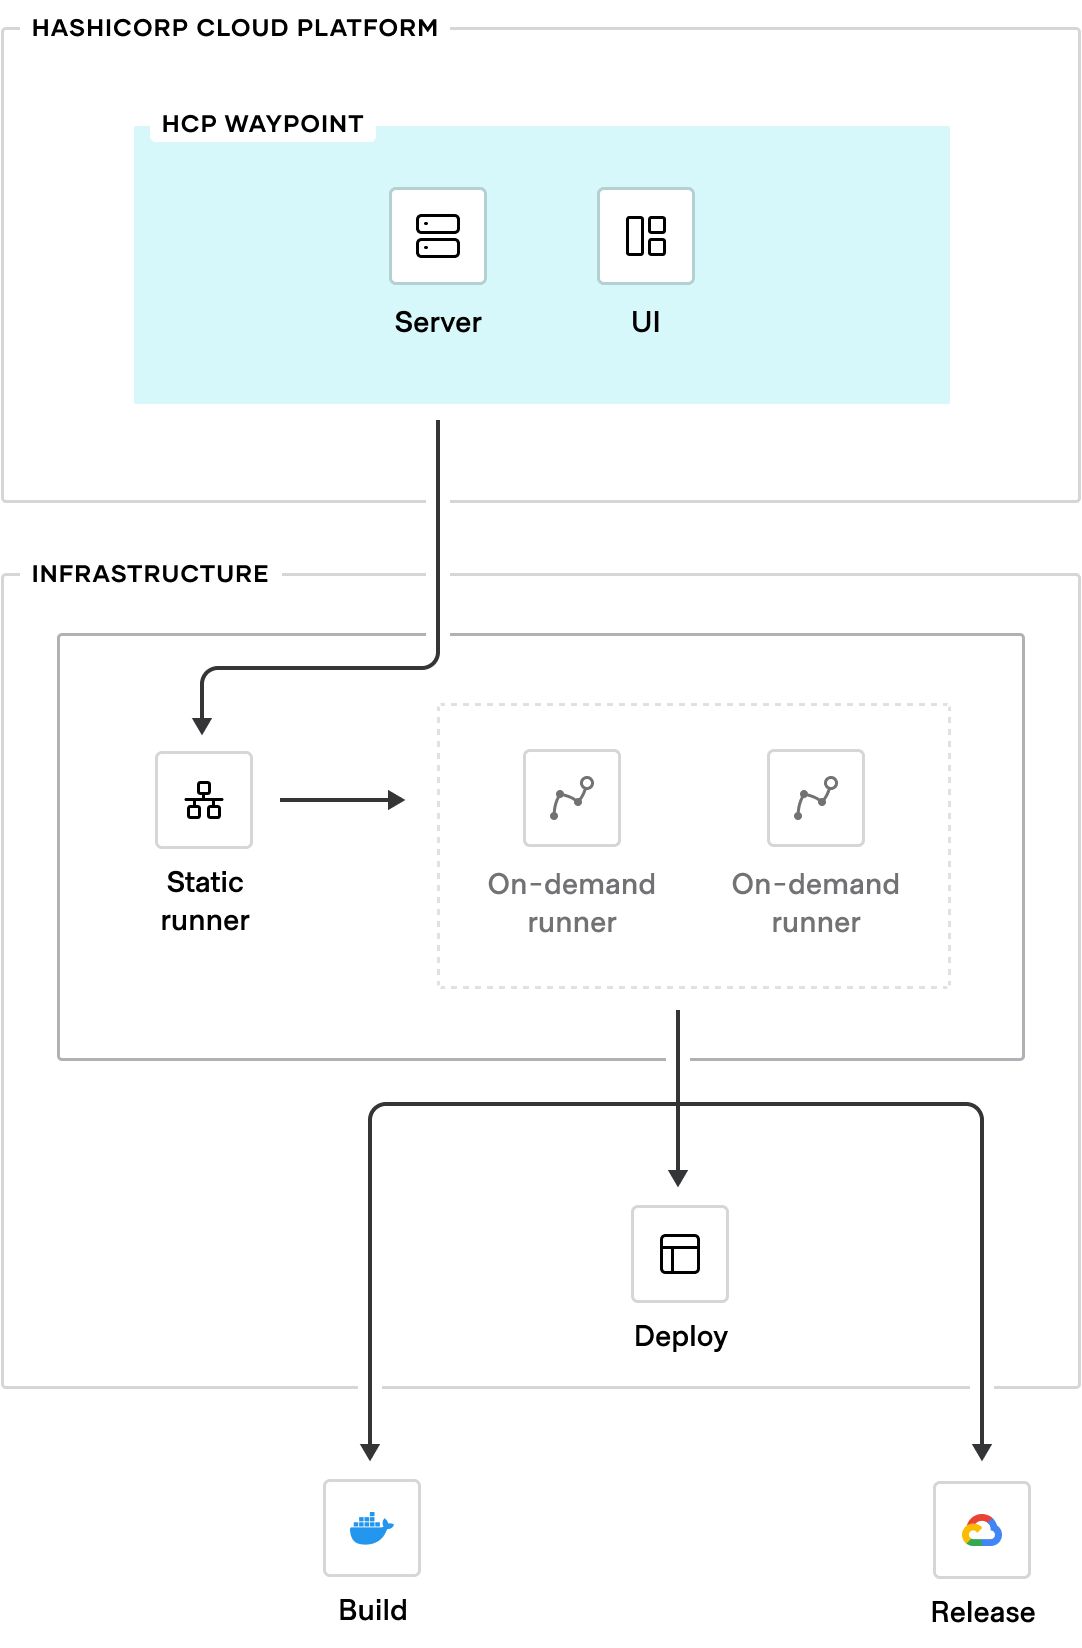 HASHICORP CLOUD PLATFORM
HCP WAYPOINT
Server
UI
INFRASTRUCTURE
Static
runner
On-demand
runner
On-demand
runner
Deploy
Build
Release